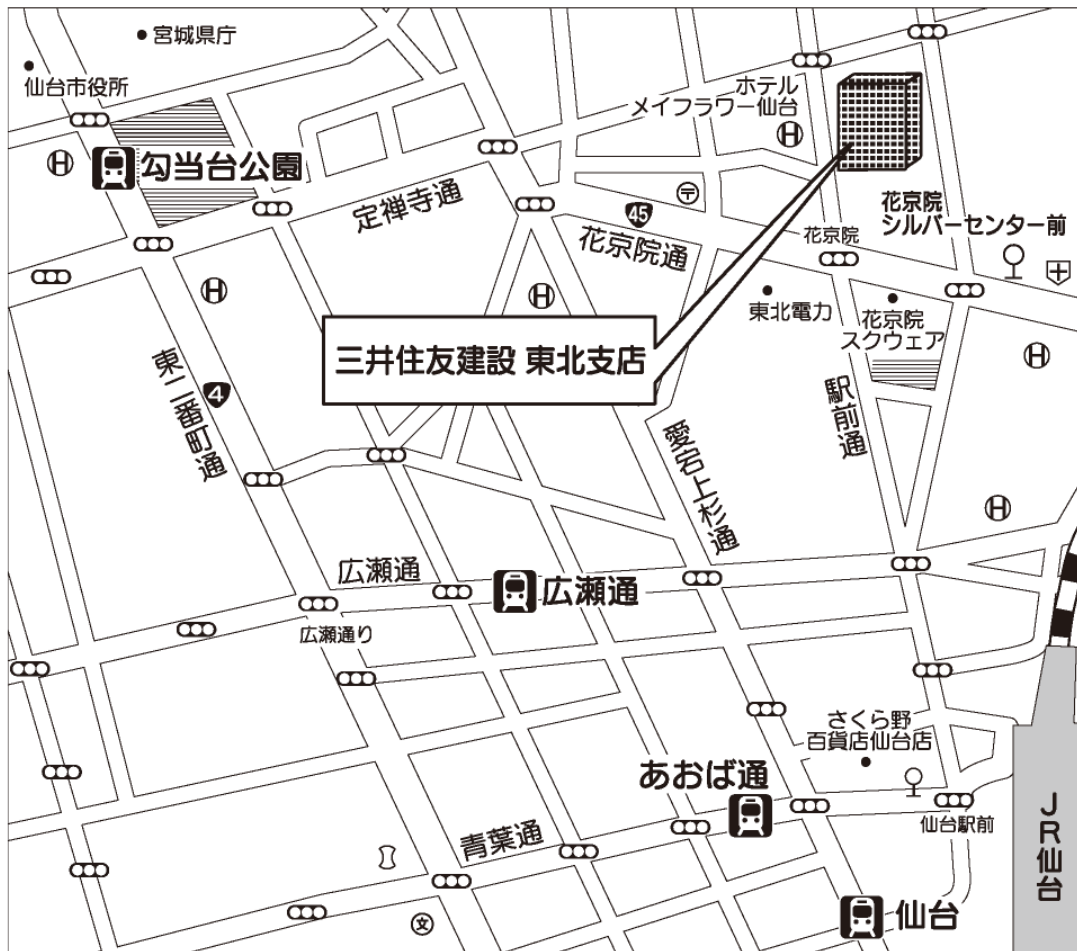 宮城県庁
仙台市役所
ホテル
メイフラワー仙台
勾当台公園
定禅寺通
45
花京院通
〒
花京院
花京院
シルバーセンター前
H
H
H
H
H
H
東北電力
花京院
スクウェア
三井住友建設 東北支店
東二番町通
4
駅前通
愛宕上杉通
広瀬通
広瀬通
広瀬通り
さくら野
百貨店仙台店
あおば通
仙台駅前
青葉通
文
仙台
JR仙台